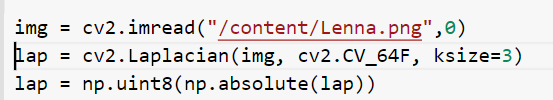 img = cv2.imread("/content/Lenna.png",0)
lap = cv2.Laplacian(img, cv2.CV_64F, ksize=3)
lap = np.uint8(np.absolute(lap))